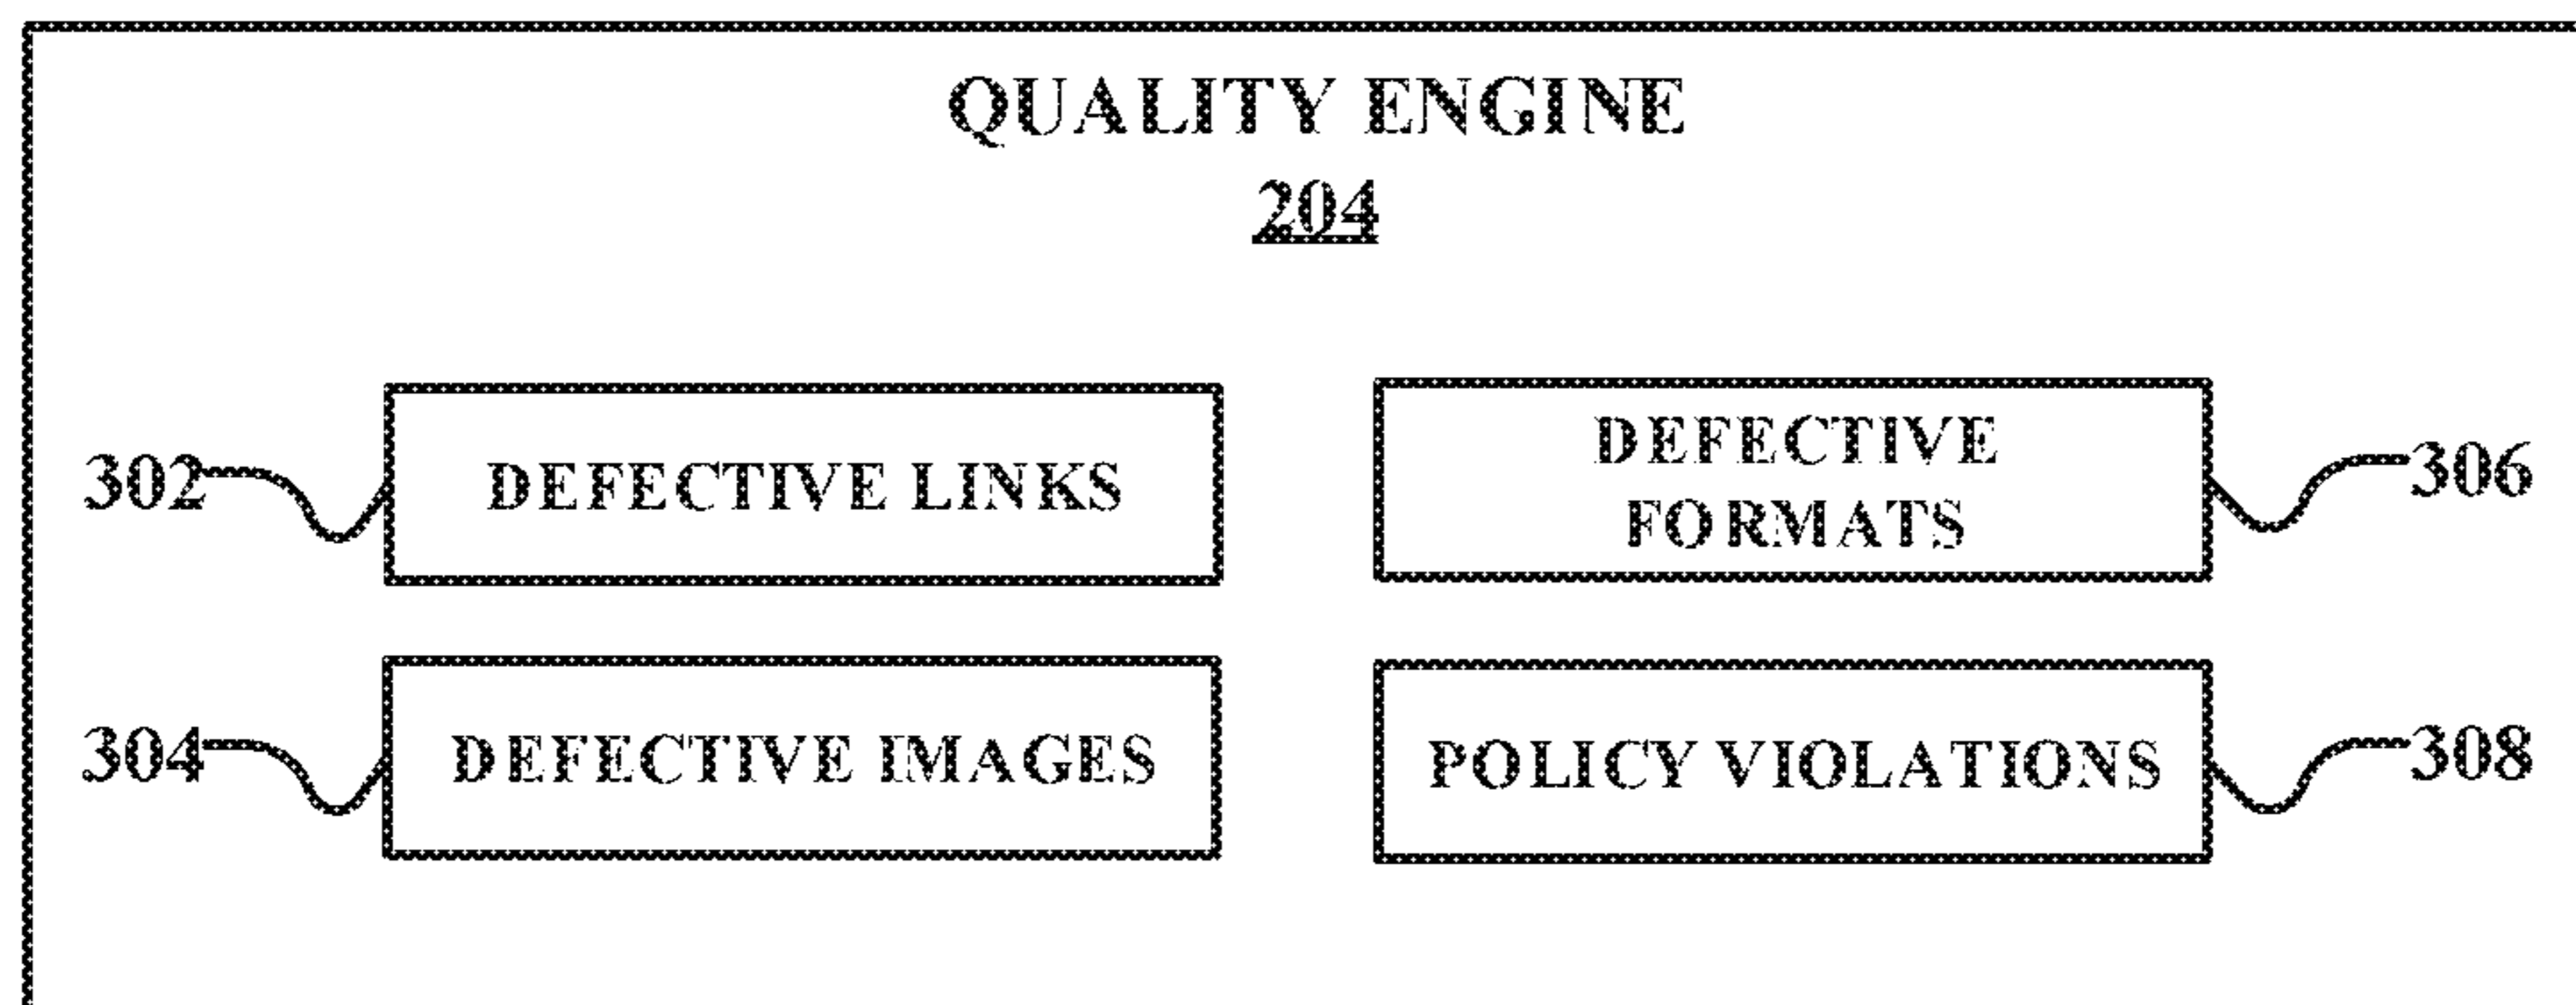 QUALITY ENGINE
204
302
DEFECTIVE LINKS
DEFECTIVE
FORMATS
306
304
DEFECTIVE IMAGES
POLICY VIOLATIONS
308